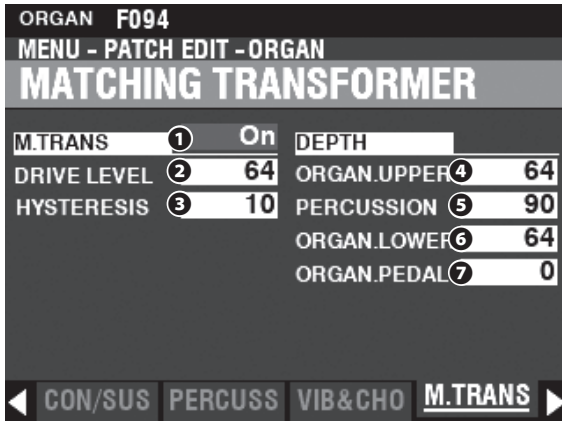 ORGAN F094
MENU - PATCH EDIT - ORGAN
MATCHING TRANSFORMER
M.TRANS 1 On
DRIVE LEVEL 2 64
HYSTERESIS 3 10
DEPTH
ORGAN.UPPER 4 64
PERCUSSION 5 90
ORGAN.LOWER 6 64
ORGAN.PEDAL 7 0
CON/SUS PERCUSS VIB&CHO M.TRANS